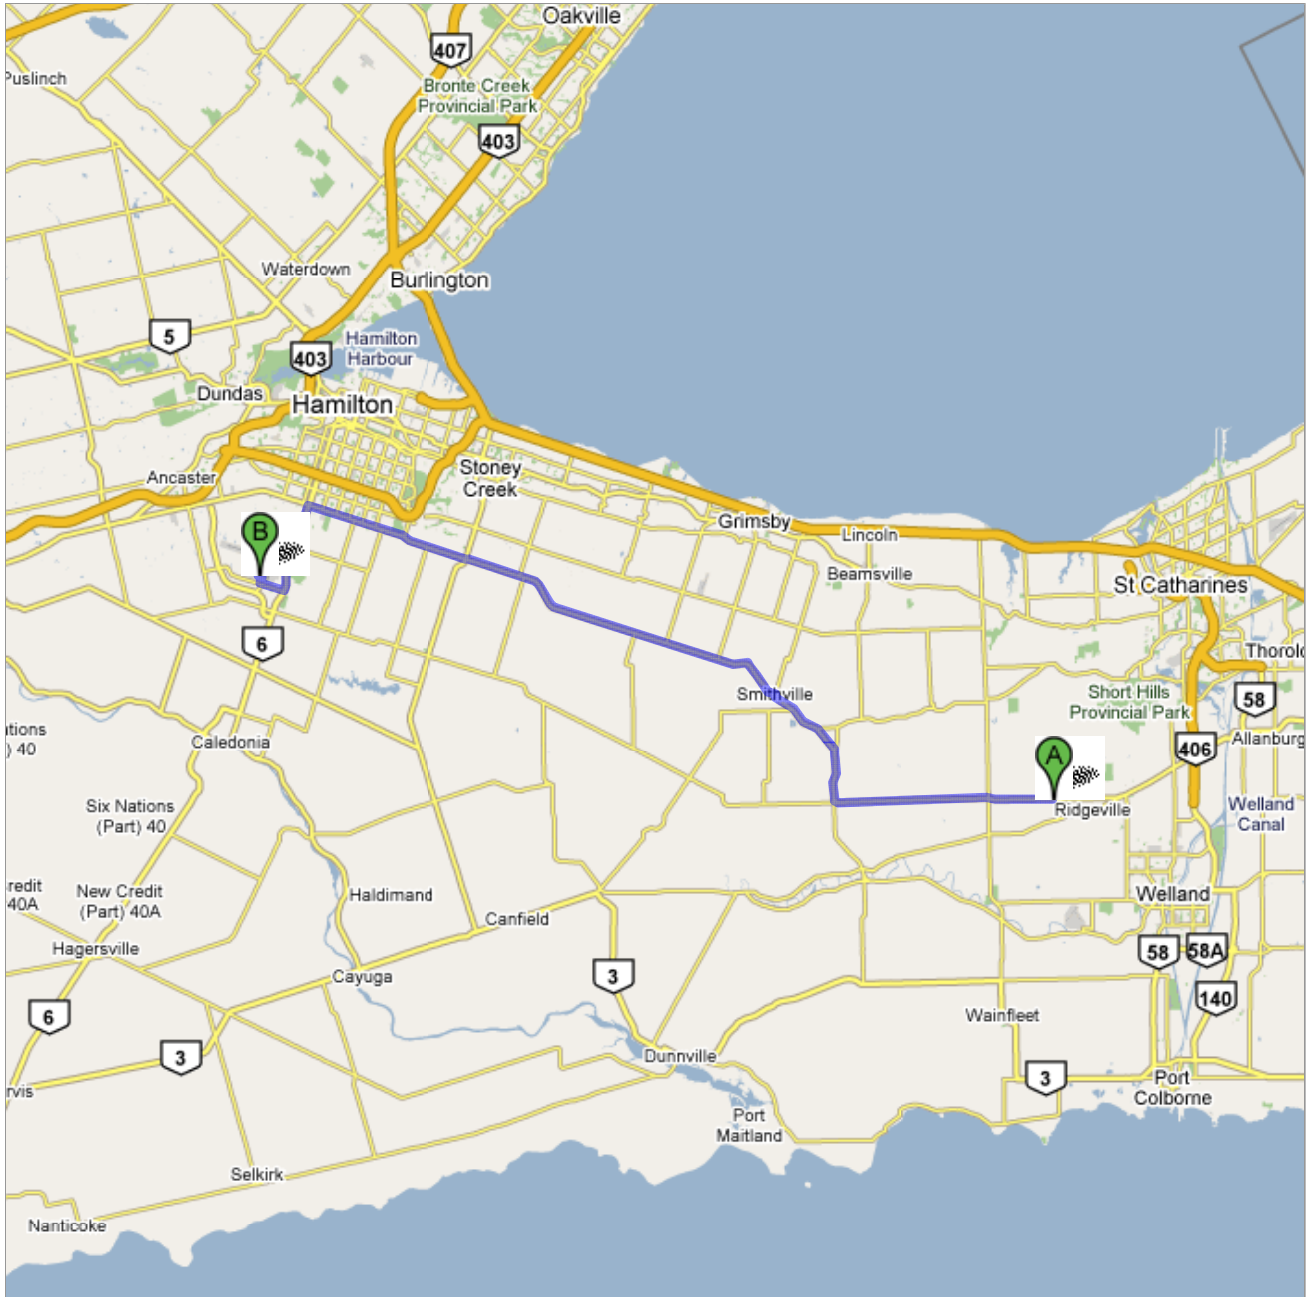 Oakville
407
Puslinch
Bronte Creek
Provincial Park
403
Waterdown
Burlington
5
Hamilton
Harbour
403
Dundas
Hamilton
Ancaster
Stoney
Creek
Grimsby
Lincoln
B
Beamsville
St Catharines
6
Thorold
Smithville
Short Hills
Provincial Park
58
40
Caledonia
406
Allanburg
A
Six Nations
(Part) 40
Ridgeville
Welland
Canal
40A
New Credit
(Part) 40A
Haldimand
Welland
Canfield
Hagersville
58
58A
Cayuga
3
140
6
Wainfleet
3
Dunnville
3
Port
Colborne
Port
Maitland
Selkirk
Nanticoke